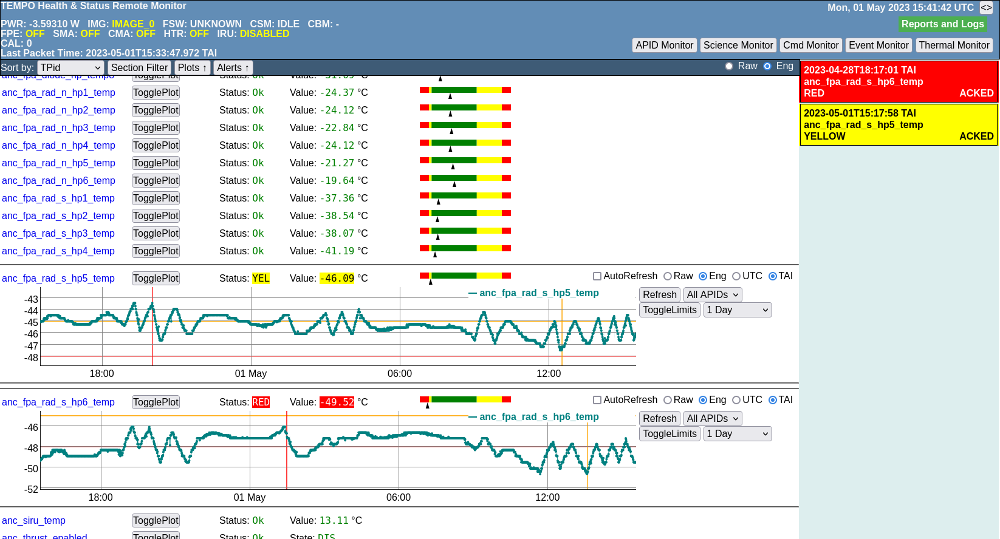 TEMPO Health & Status Remote Monitor
Mon, 01 May 2023 15:41:42 UTC <>
PWR: -3.59310 W IMG: IMAGE_0 FSW: UNKNOWN CSM: IDLE CBM: -
Reports and Logs
FPE: OFF SMA: OFF CMA: OFF HTR: OFF IRU: DISABLED
CAL: 0
APID Monitor Science Monitor Cmd Monitor Event Monitor Thermal Monitor
Last Packet Time: 2023-05-01T15:33:47.972 TAI
Sort by: TPid Section Filter Plots ↑ Alerts ↑ Raw Eng
2023-04-28T18:17:01 TAI
anc_fpa_rad_s_hp6_temp
RED ACKED
2023-05-01T15:17:58 TAI
anc_fpa_rad_s_hp5_temp
YELLOW ACKED
anc_fpa_rad_n_hp1_temp TogglePlot Status: Ok Value: -24.37 °C
anc_fpa_rad_n_hp2_temp TogglePlot Status: Ok Value: -24.12 °C
anc_fpa_rad_n_hp3_temp TogglePlot Status: Ok Value: -22.84 °C
anc_fpa_rad_n_hp4_temp TogglePlot Status: Ok Value: -24.12 °C
anc_fpa_rad_n_hp5_temp TogglePlot Status: Ok Value: -21.27 °C
anc_fpa_rad_n_hp6_temp TogglePlot Status: Ok Value: -19.64 °C
anc_fpa_rad_s_hp1_temp TogglePlot Status: Ok Value: -37.36 °C
anc_fpa_rad_s_hp2_temp TogglePlot Status: Ok Value: -38.54 °C
anc_fpa_rad_s_hp3_temp TogglePlot Status: Ok Value: -38.07 °C
anc_fpa_rad_s_hp4_temp TogglePlot Status: Ok Value: -41.19 °C
anc_fpa_rad_s_hp5_temp TogglePlot Status: YEL Value: -46.09 °C AutoRefresh Raw Eng UTC TAI
anc_fpa_rad_s_hp5_temp
Refresh All APIDs
ToggleLimits 1 Day
-43
-44
-45
-46
-47
-48
18:00 01 May 06:00 12:00
anc_fpa_rad_s_hp6_temp TogglePlot Status: RED Value: -49.52 °C AutoRefresh Raw Eng UTC TAI
anc_fpa_rad_s_hp6_temp
Refresh All APIDs
ToggleLimits 1 Day
-46
-48
-50
-52
18:00 01 May 06:00 12:00
anc_siru_temp TogglePlot Status: Ok Value: 13.11 °C
anc_thrust_enabled TogglePlot Status: Ok State: DIS